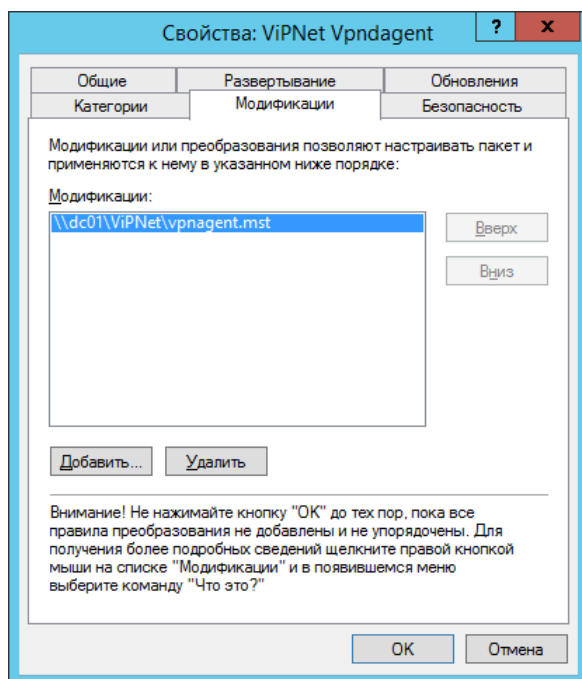 Свойства: ViPNet Vpndagent
?
x
Общие
Развертывание
Обновления
Категории
Модификации
Безопасность
Модификации или преобразования позволяют настраивать пакет и
применяются к нему в указанном ниже порядке:
Модификации:
\\dc01\ViPNet\vpnagent.mst
Вверх
Вниз
Добавить...
Удалить
Внимание! Не нажимайте кнопку "OK" до тех пор, пока все
правила преобразования не добавлены и не упорядочены. Для
получения более подробных сведений щелкните правой кнопкой
мыши на списке "Модификации" и в появившемся меню
выберите команду "Что это?"
OK
Отмена